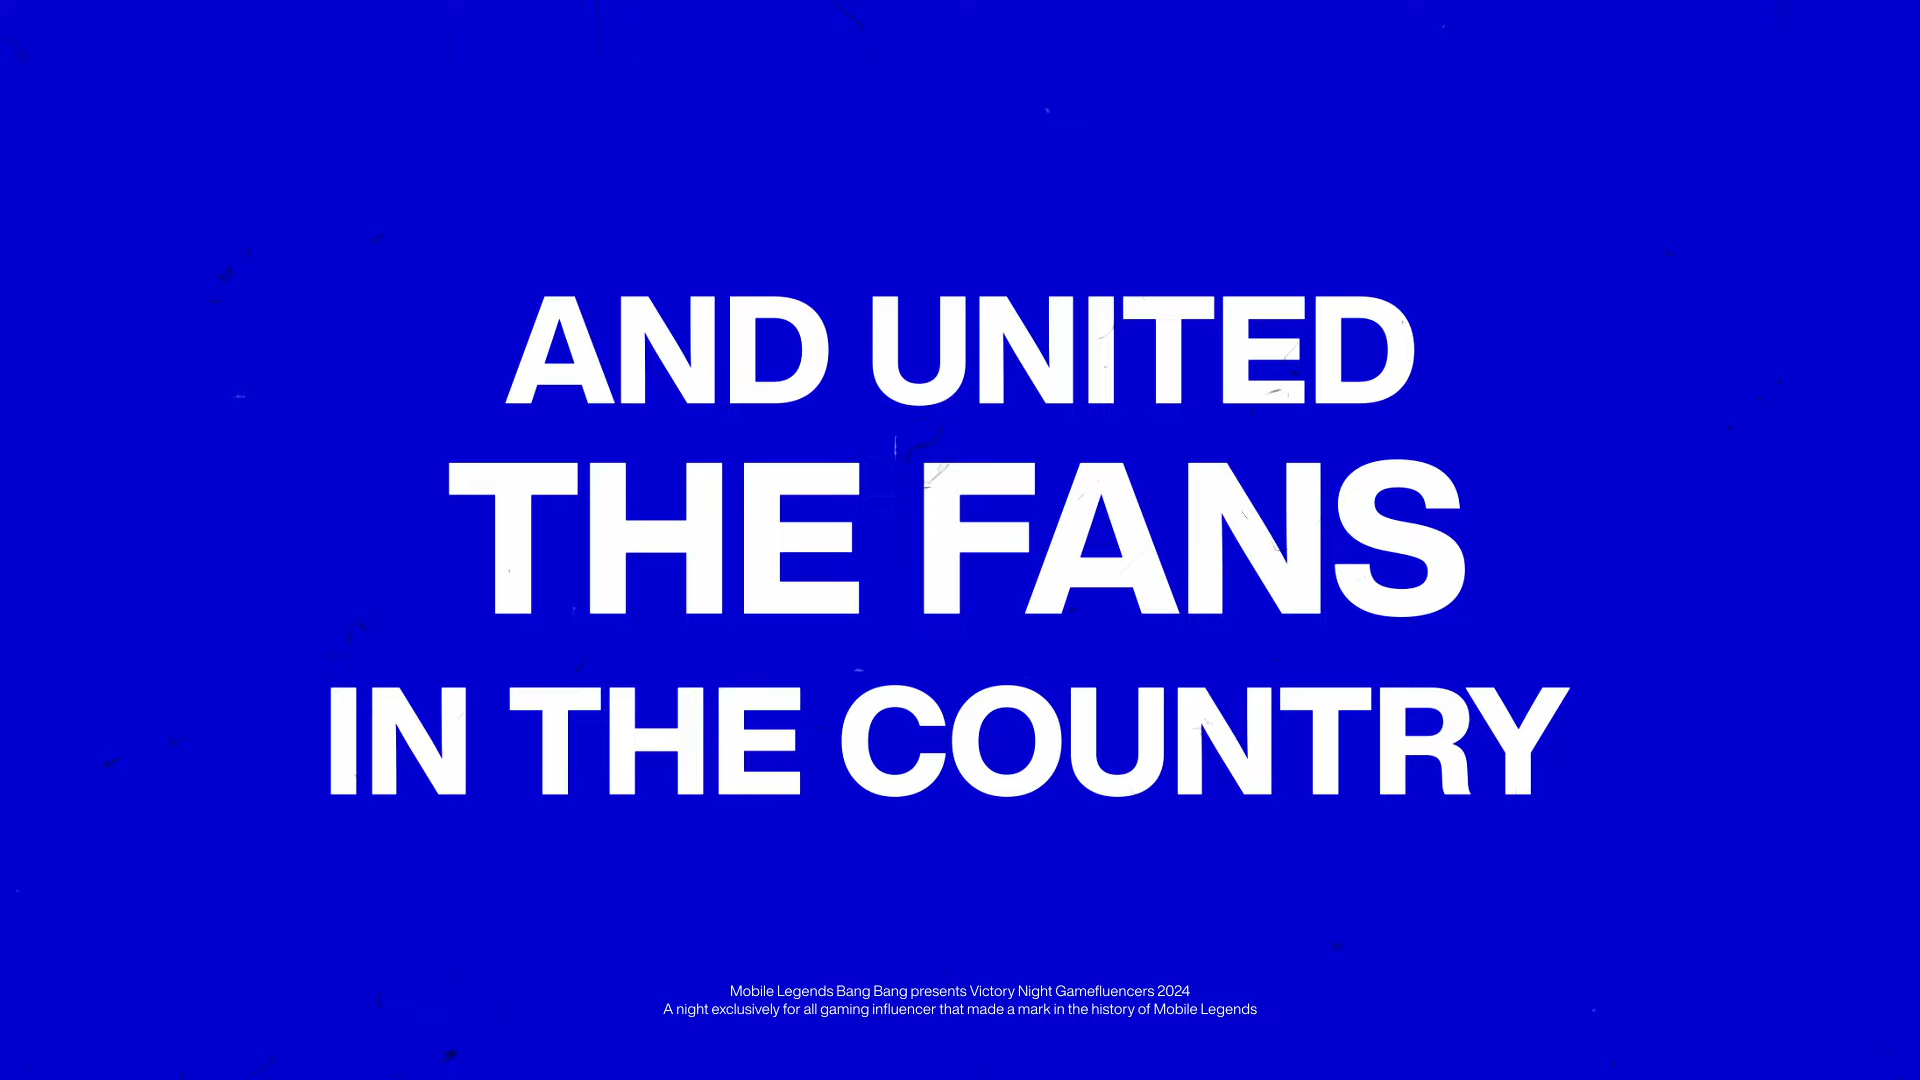 AND UNITED
THE FANS
IN THE COUNTRY
Mobile Legends Bang Bang presents Victory Night Gamefluencers 2024
A night exclusively for all gaming influencer that made a mark in the history of Mobile Legends